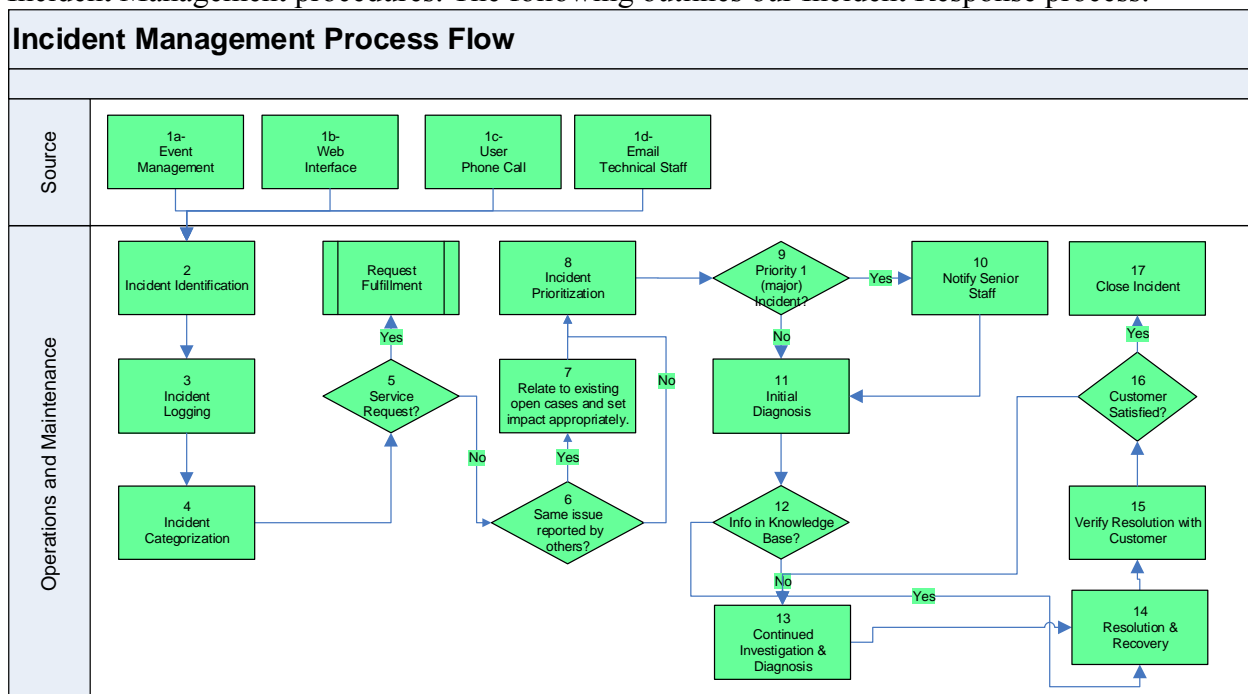 Incident Management procedures. The following outlines our Incident Response process.
Incident Management Process Flow
Source
1a-
Event
Management
1b-
Web
Interface
1c-
User
Phone Call
1d-
Email
Technical Staff
Operations and Maintenance
2
Incident Identification
Request
Fulfillment
8
Incident
Prioritization
9
Priority 1
(major)
Incident?
Yes
10
Notify Senior
Staff
17
Close Incident
Yes
No
Yes
3
Incident
Logging
5
Service
Request?
7
Relate to existing
open cases and set
impact appropriately.
No
11
Initial
Diagnosis
16
Customer
Satisfied?
No
Yes
4
Incident
Categorization
6
Same issue
reported by
others?
12
Info in Knowledge
Base?
15
Verify Resolution with
Customer
No
Yes
13
Continued
Investigation &
Diagnosis
14
Resolution &
Recovery